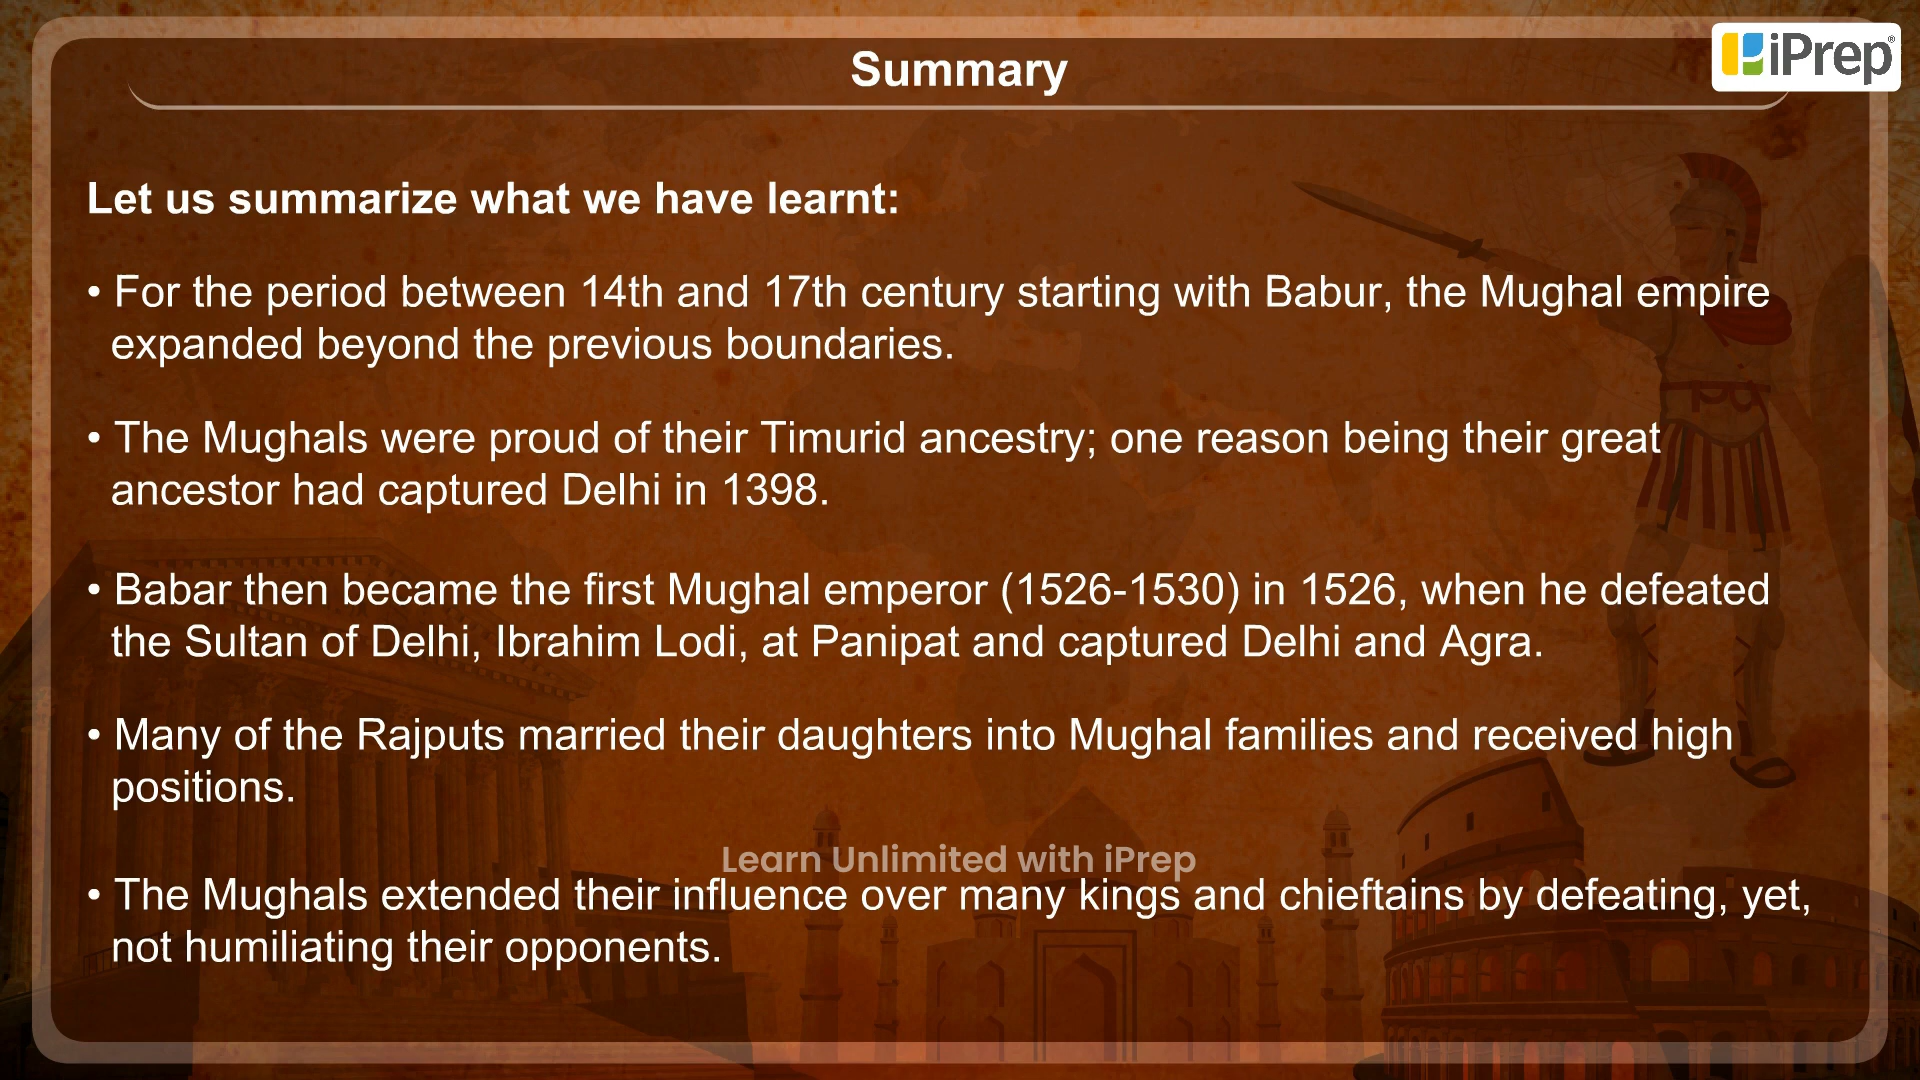 Summary
iPrep®
Let us summarize what we have learnt:
• For the period between 14th and 17th century starting with Babur, the Mughal empire
expanded beyond the previous boundaries.
• The Mughals were proud of their Timurid ancestry; one reason being their great
ancestor had captured Delhi in 1398.
• Babar then became the first Mughal emperor (1526-1530) in 1526, when he defeated
the Sultan of Delhi, Ibrahim Lodi, at Panipat and captured Delhi and Agra.
• Many of the Rajputs married their daughters into Mughal families and received high
positions.
Learn Unlimited with iPrep
• The Mughals extended their influence over many kings and chieftains by defeating, yet,
not humiliating their opponents.